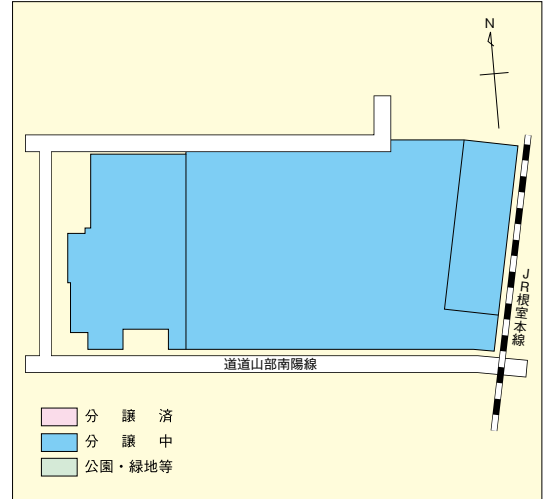 N
JR根室本線
道道山部南陽線
分譲済
分譲中
公園・緑地等